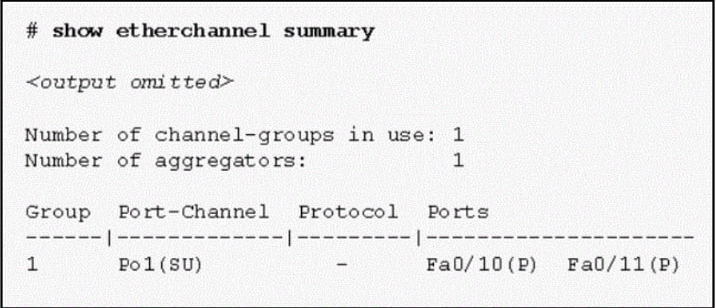 # show etherchannel summary
<output omitted>
Number of channel-groups in use: 1
Number of aggregators: 1
Group Port-Channel Protocol Ports
------|-------------|---------|----------------------
1 Po1(SU) - Fa0/10(P) Fa0/11(P)